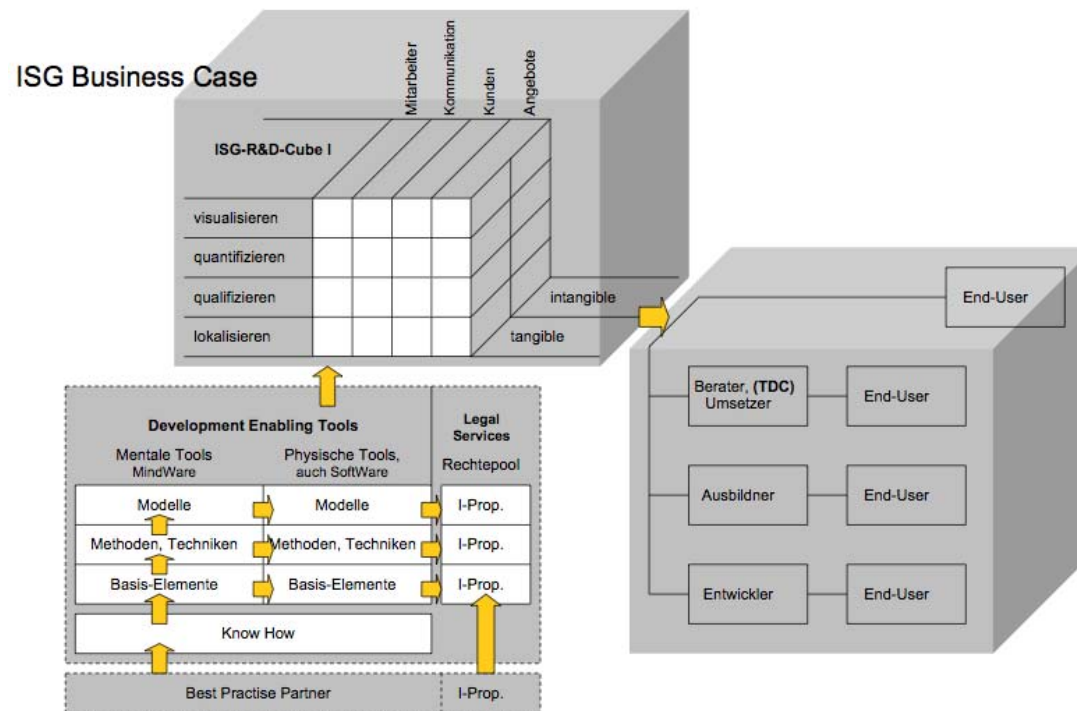 ISG Business Case
Mitarbeiter
Kommunikation
Kunden
Angebote
ISG-R&D-Cube I
visualisieren
quantifizieren
qualifizieren
lokalisieren
intangible
tangible
End-User
Berater, (TDC)
Umsetzer
End-User
Ausbildner
End-User
Entwickler
End-User
Development Enabling Tools
Legal
Services
Mentale Tools
MindWare
Physische Tools,
auch SoftWare
Rechtepool
Modelle
Modelle
I-Prop.
Methoden, Techniken
Methoden, Techniken
I-Prop.
Basis-Elemente
Basis-Elemente
I-Prop.
Know How
Best Practise Partner
I-Prop.